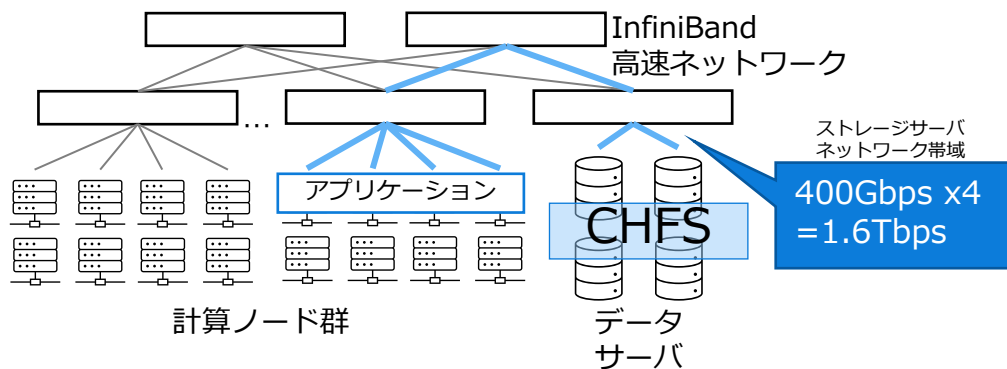 InfiniBand
高速ネットワーク
...
ストレージサーバ
ネットワーク帯域
アプリケーション
400Gbps x4
=1.6Tbps
CHFS
計算ノード群
データ
サーバ